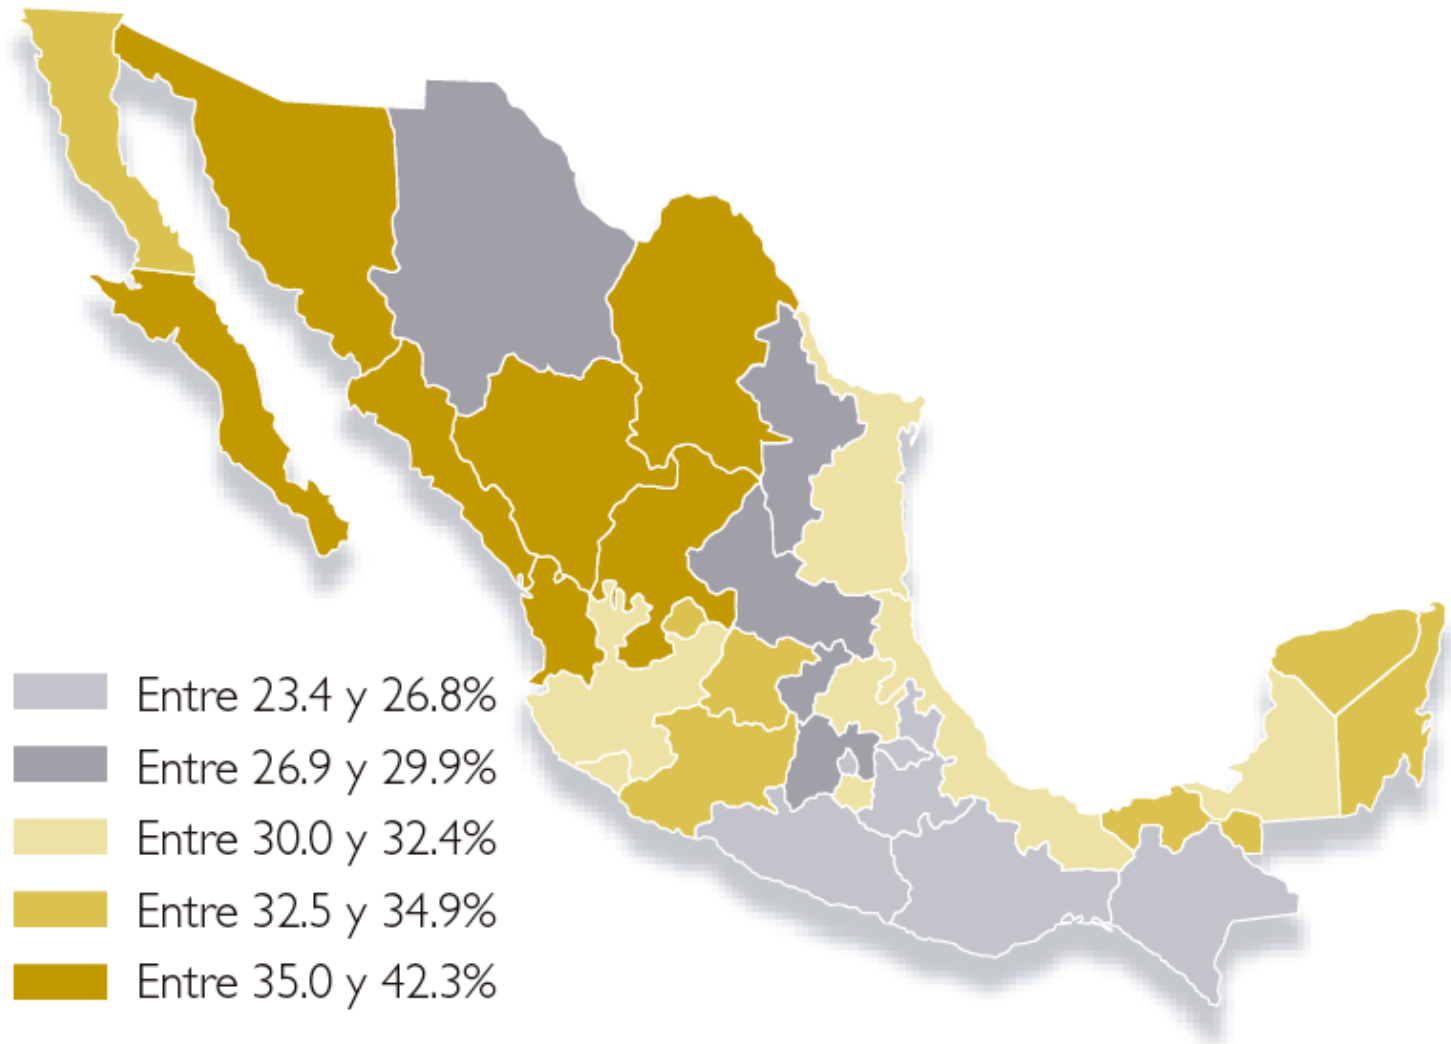 Entre 23.4 y 26.8%
Entre 26.9 y 29.9%
Entre 30.0 y 32.4%
Entre 32.5 y 34.9%
Entre 35.0 y 42.3%